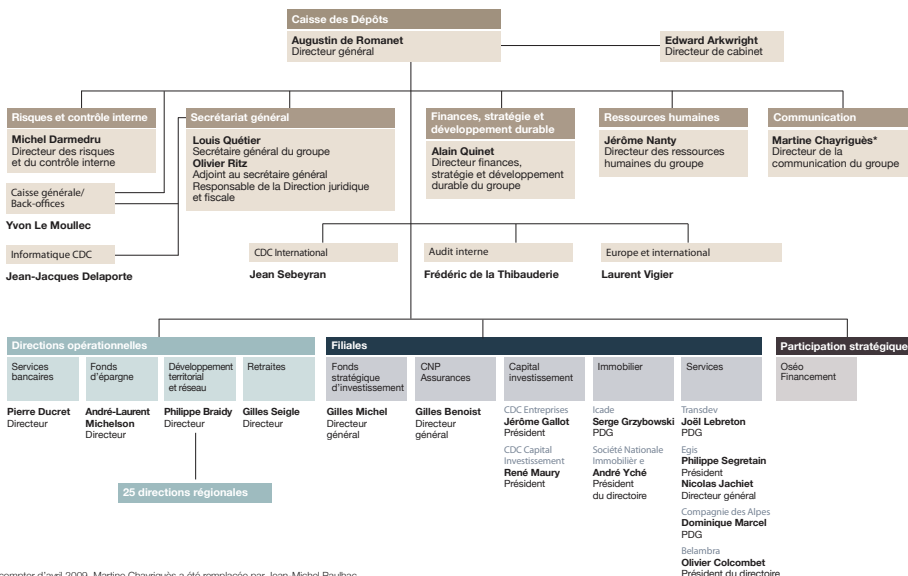 Caisse des Dépôts
Augustin de Romanet
Directeur général
Edward Arkwright
Directeur de cabinet
Risques et contrôle interne
Michel Darmedru
Directeur des risques
et du contrôle interne
Caisse générale/
Back-offices
Yvon Le Moullec
Informatique CDC
Jean-Jacques Delaporte
Secrétariat général
Louis Quétier
Secrétaire général du groupe
Olivier Ritz
Adjoint au secrétaire général
Responsable de la Direction juridique
et fiscale
Finances, stratégie et
développement durable
Alain Quinet
Directeur finances,
stratégie et développement
durable du groupe
Ressources humaines
Jérôme Nanty
Directeur des ressources
humaines du groupe
Communication
Martine Chayriguès*
Directeur de la
communication du groupe
CDC International
Jean Sebeyran
Audit interne
Frédéric de la Thibauderie
Europe et international
Laurent Vigier
Directions opérationnelles
Services
bancaires
Pierre Ducret
Directeur
Fonds
d'épargne
André-Laurent
Michelson
Directeur
Développement
territorial
et réseau
Philippe Braidy
Directeur
Retraites
Gilles Seigle
Directeur
25 directions régionales
Filiales
Fonds
stratégique
d'investissement
Gilles Michel
Directeur
général
CNP
Assurances
Gilles Benoist
Directeur
général
Capital
investissement
CDC Entreprises
Jérôme Gallot
Président
CDC Capital
Investissement
René Maury
Président
Immobilier
Icade
Serge Grzybowski
PDG
Société Nationale
Immobilièr e
André Yché
Président
du directoire
Services
Transdev
Joël Lebreton
PDG
Egis
Philippe Segretain
Président
Nicolas Jachiet
Directeur général
Compagnie des Alpes
Dominique Marcel
PDG
Belambra
Olivier Colcombet
Président du directoire
Participation stratégique
Oséo
Financement
compter d'avril 2009, Martine Chayriguès a été remplacée par Jean-Michel Raulhac